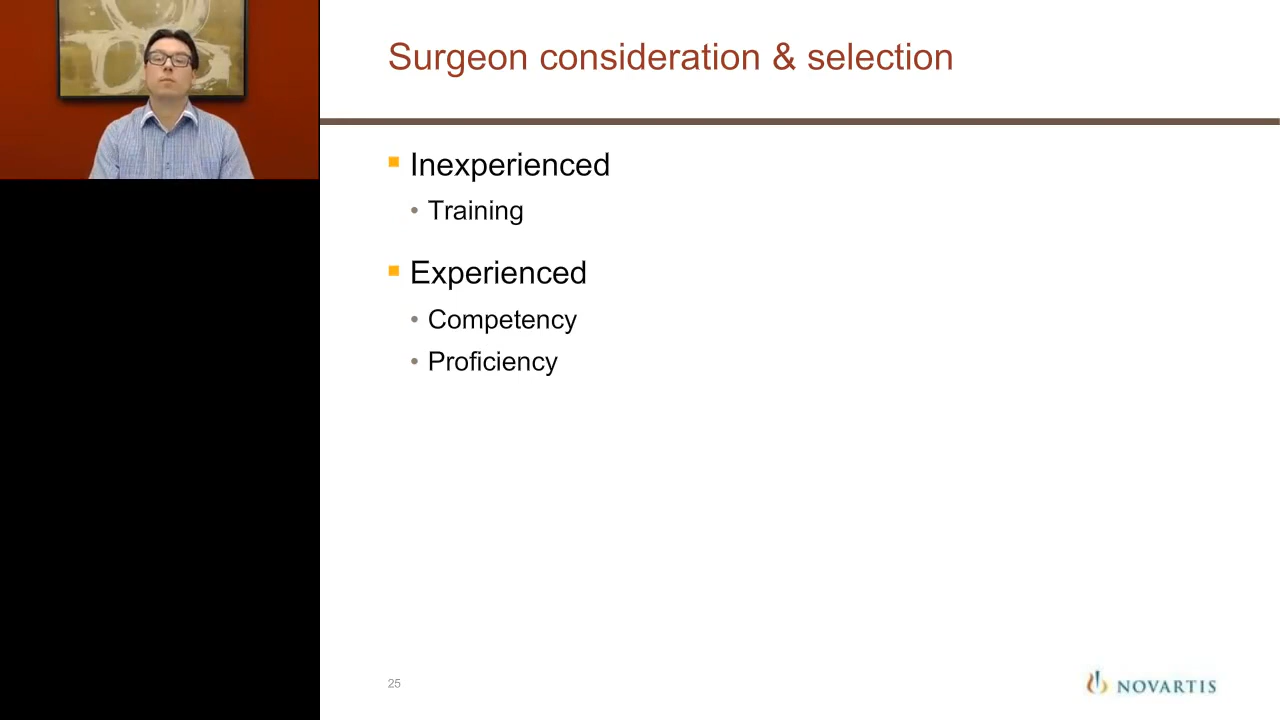 Surgeon consideration & selection
Inexperienced
• Training
Experienced
• Competency
• Proficiency
25
NOVARTIS